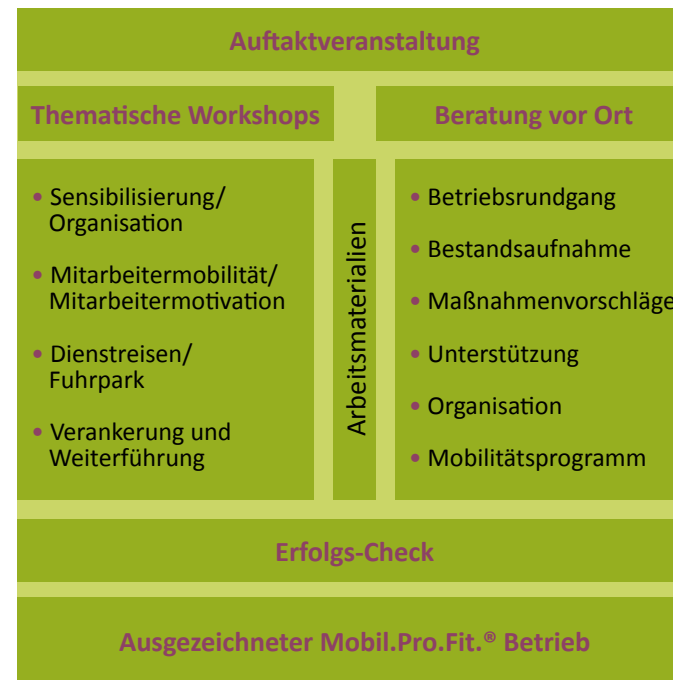 Auftaktveranstaltung
Thematische Workshops
• Sensibilisierung/
Organisation
• Mitarbeitermobilität/
Mitarbeitermotivation
• Dienstreisen/
Fuhrpark
• Verankerung und
Weiterführung
Arbeitsmaterialien
Beratung vor Ort
• Betriebsrundgang
• Bestandsaufnahme
• Maßnahmenvorschläge
• Unterstützung
• Organisation
• Mobilitätsprogramm
Erfolgs-Check
Ausgezeichneter Mobil.Pro.Fit.® Betrieb